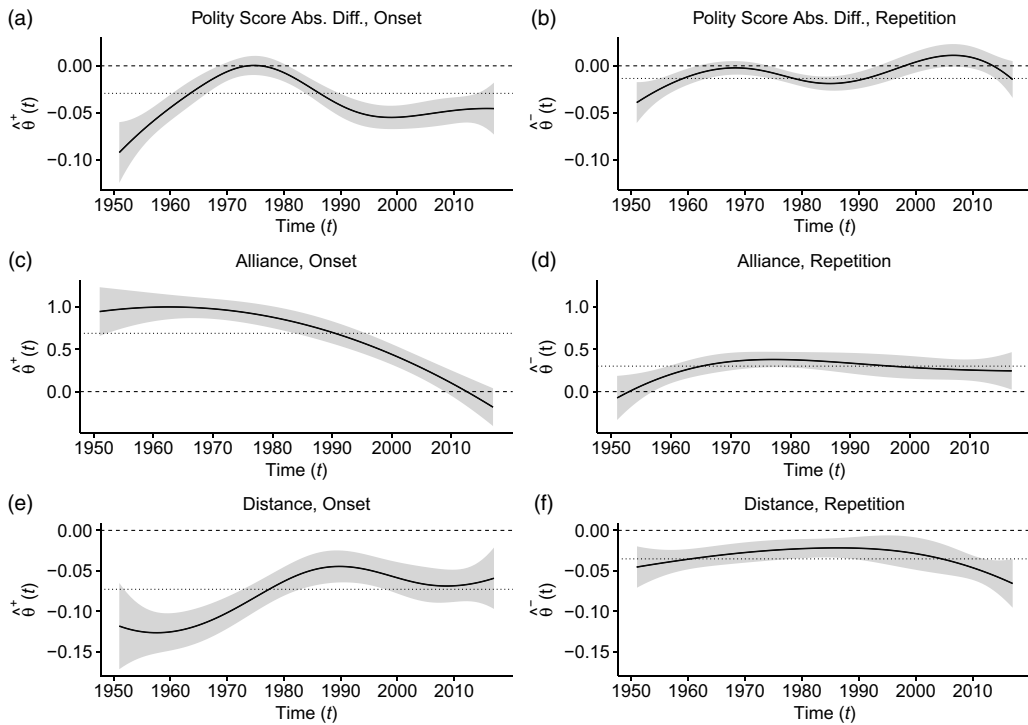 (a) Polity Score Abs. Diff., Onset
0.00
−0.05
−0.10
θ̂⁺(t)
1950 1960 1970 1980 1990 2000 2010
Time (t)
(b) Polity Score Abs. Diff., Repetition
0.00
−0.05
−0.10
θ̂⁻(t)
1950 1960 1970 1980 1990 2000 2010
Time (t)
(c) Alliance, Onset
1.0
0.5
0.0
θ̂⁺(t)
1950 1960 1970 1980 1990 2000 2010
Time (t)
(d) Alliance, Repetition
1.0
0.5
0.0
θ̂⁻(t)
1950 1960 1970 1980 1990 2000 2010
Time (t)
(e) Distance, Onset
0.00
−0.05
−0.10
−0.15
θ̂⁺(t)
1950 1960 1970 1980 1990 2000 2010
Time (t)
(f) Distance, Repetition
0.00
−0.05
−0.10
−0.15
θ̂⁻(t)
1950 1960 1970 1980 1990 2000 2010
Time (t)